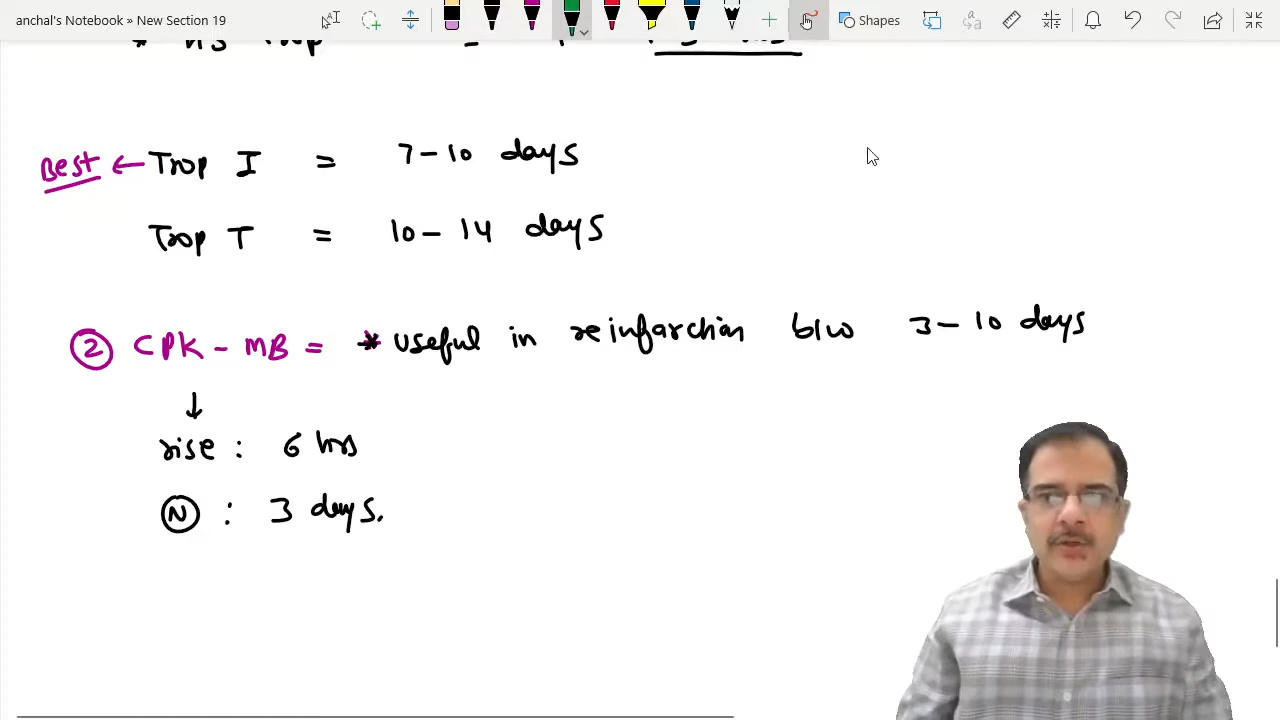 anchal's Notebook » New Section 19
Shapes
Best ← Trop I = 7-10 days
Trop T = 10-14 days
② CPK-MB = * useful in reinfarction b/w 3-10 days
↓
rise : 6 hrs
Ⓝ : 3 days.